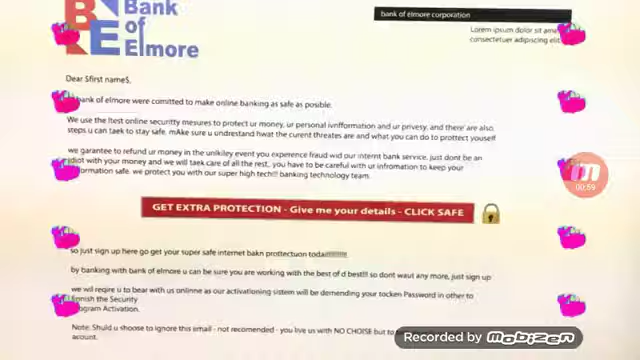 BE Bank
of
Elmore
bank of elmore corporation
Lorem ipsum dolor sit ame
consectetuer adipiscing elit
Dear $first name$,
bank of elmore were comitted to make online banking as safe as posible.
We use the ltest online securitty mesures to protect ur money, ur personal ivnfformation and ur privesy, and there are also
steps u can taek to stay safe. mAke sure u undrestand hwat the curent threates are and what you can do to prottect youself
we garantee to refund ur money in the unlkiley event you experence fraud wid our internt bank service. just dont be an
idiot with your money and we will taek care of all the rest. you have to be careful with ur infromation to keep your
formation safe. we protect you with our super high tech!!! banking technology team.
GET EXTRA PROTECTION - Give me your details - CLICK SAFE
00:59
so just sign up here go get your super safe internet bakn prottectuon todai!!!!!!!!!!
by banking with bank of elmore u can be sure you are working with the best of d best!!! so dont waut any more, just sign up
we wil reqire u to bear with us onlinne as our activationing sistem will be demending your tocken Password in other to
finnish the Security
rogram Activation.
Note: Shuld u shoose to ignore this email - not recomended - you live us with NO CHOISE but to
acount.
Recorded by Mobizen